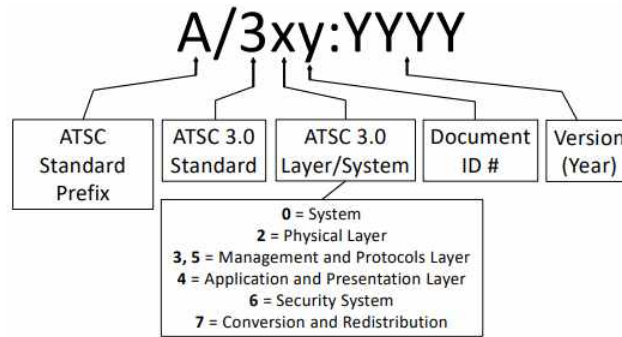 A/3xy:YYYY
ATSC
Standard
Prefix
ATSC 3.0
Standard
ATSC 3.0
Layer/System
Document
ID #
Version
(Year)
0 = System
2 = Physical Layer
3, 5 = Management and Protocols Layer
4 = Application and Presentation Layer
6 = Security System
7 = Conversion and Redistribution